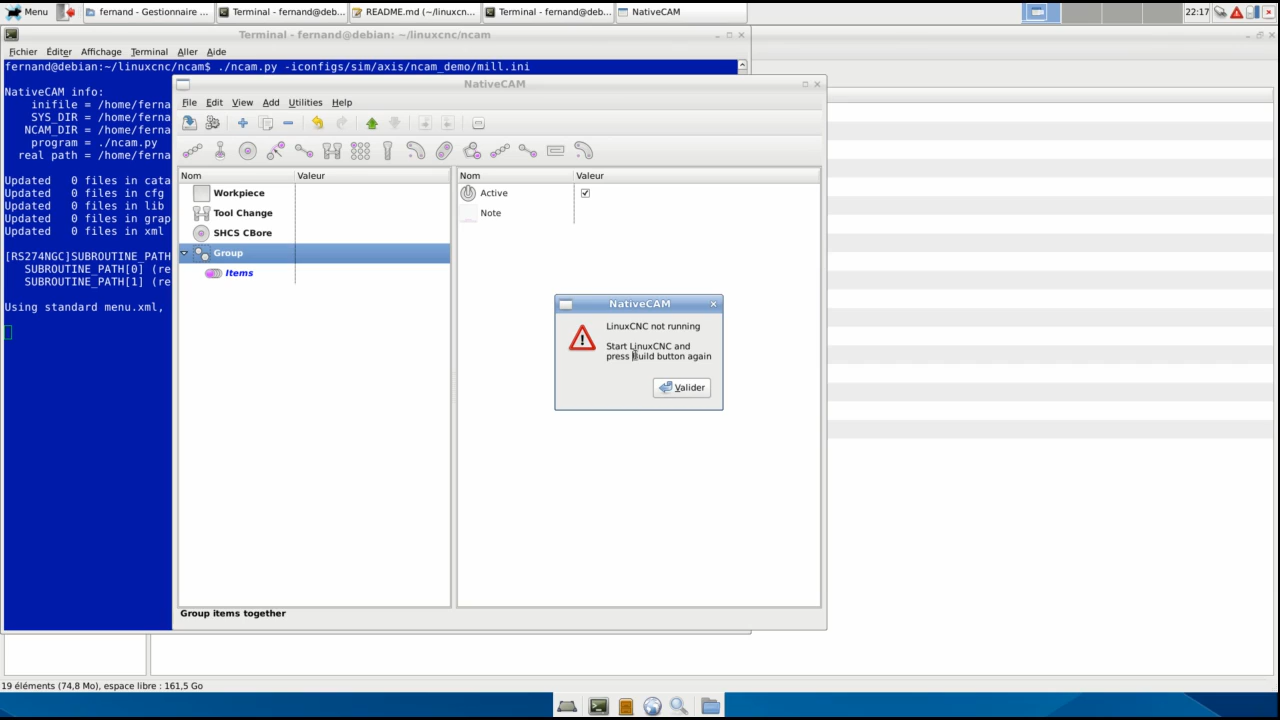 Menu
fernand - Gestionnaire ...
Terminal - fernand@deb...
README.md (~/linuxcn...
Terminal - fernand@deb...
NativeCAM
22:17
Terminal - fernand@debian: ~/linuxcnc/ncam
Fichier Éditer Affichage Terminal Aller Aide
fernand@debian:~/linuxcnc/ncam$ ./ncam.py -iconfigs/sim/axis/ncam_demo/mill.ini
NativeCAM info:
inifile = /home/ferna
SYS_DIR = /home/ferna
NCAM_DIR = /home/ferna
program = ./ncam.py
real path = /home/ferna
Updated 0 files in cata
Updated 0 files in cfg
Updated 0 files in lib
Updated 0 files in grap
Updated 0 files in xml
[RS274NGC]SUBROUTINE_PATH
SUBROUTINE_PATH[0] (re
SUBROUTINE_PATH[1] (re
Using standard menu.xml,
NativeCAM
File Edit View Add Utilities Help
Nom Valeur
Workpiece
Tool Change
SHCS CBore
Group
Items
Nom Valeur
Active
Note
NativeCAM
LinuxCNC not running
Start LinuxCNC and
press Build button again
Valider
Group items together
19 éléments (74,8 Mo), espace libre : 161,5 Go